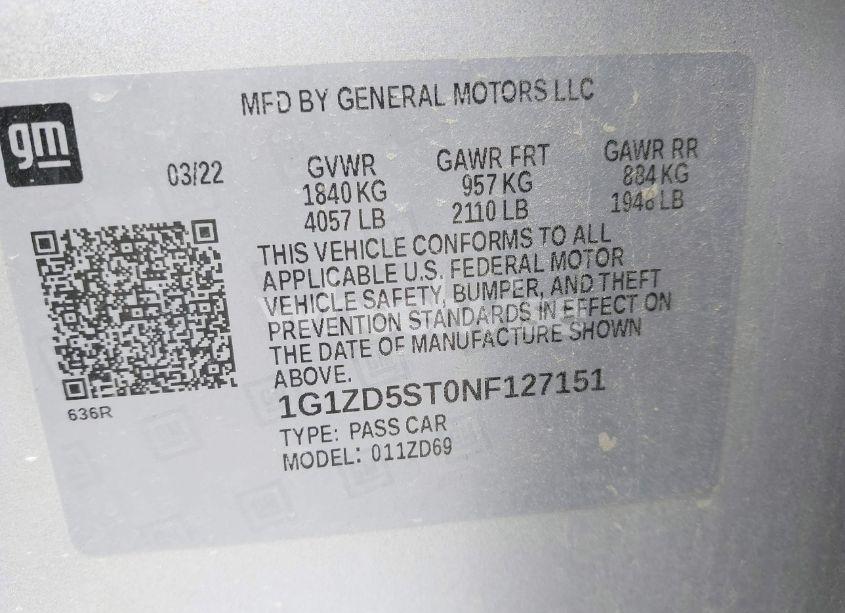 MFD BY GENERAL MOTORS LLC
gm
03/22
GVWR
1840 KG
4057 LB
GAWR FRT
957 KG
2110 LB
GAWR RR
884 KG
1948 LB
THIS VEHICLE CONFORMS TO ALL
APPLICABLE U.S. FEDERAL MOTOR
VEHICLE SAFETY, BUMPER, AND THEFT
PREVENTION STANDARDS IN EFFECT ON
THE DATE OF MANUFACTURE SHOWN
ABOVE.
1G1ZD5ST0NF127151
TYPE: PASS CAR
MODEL: 011ZD69
636R